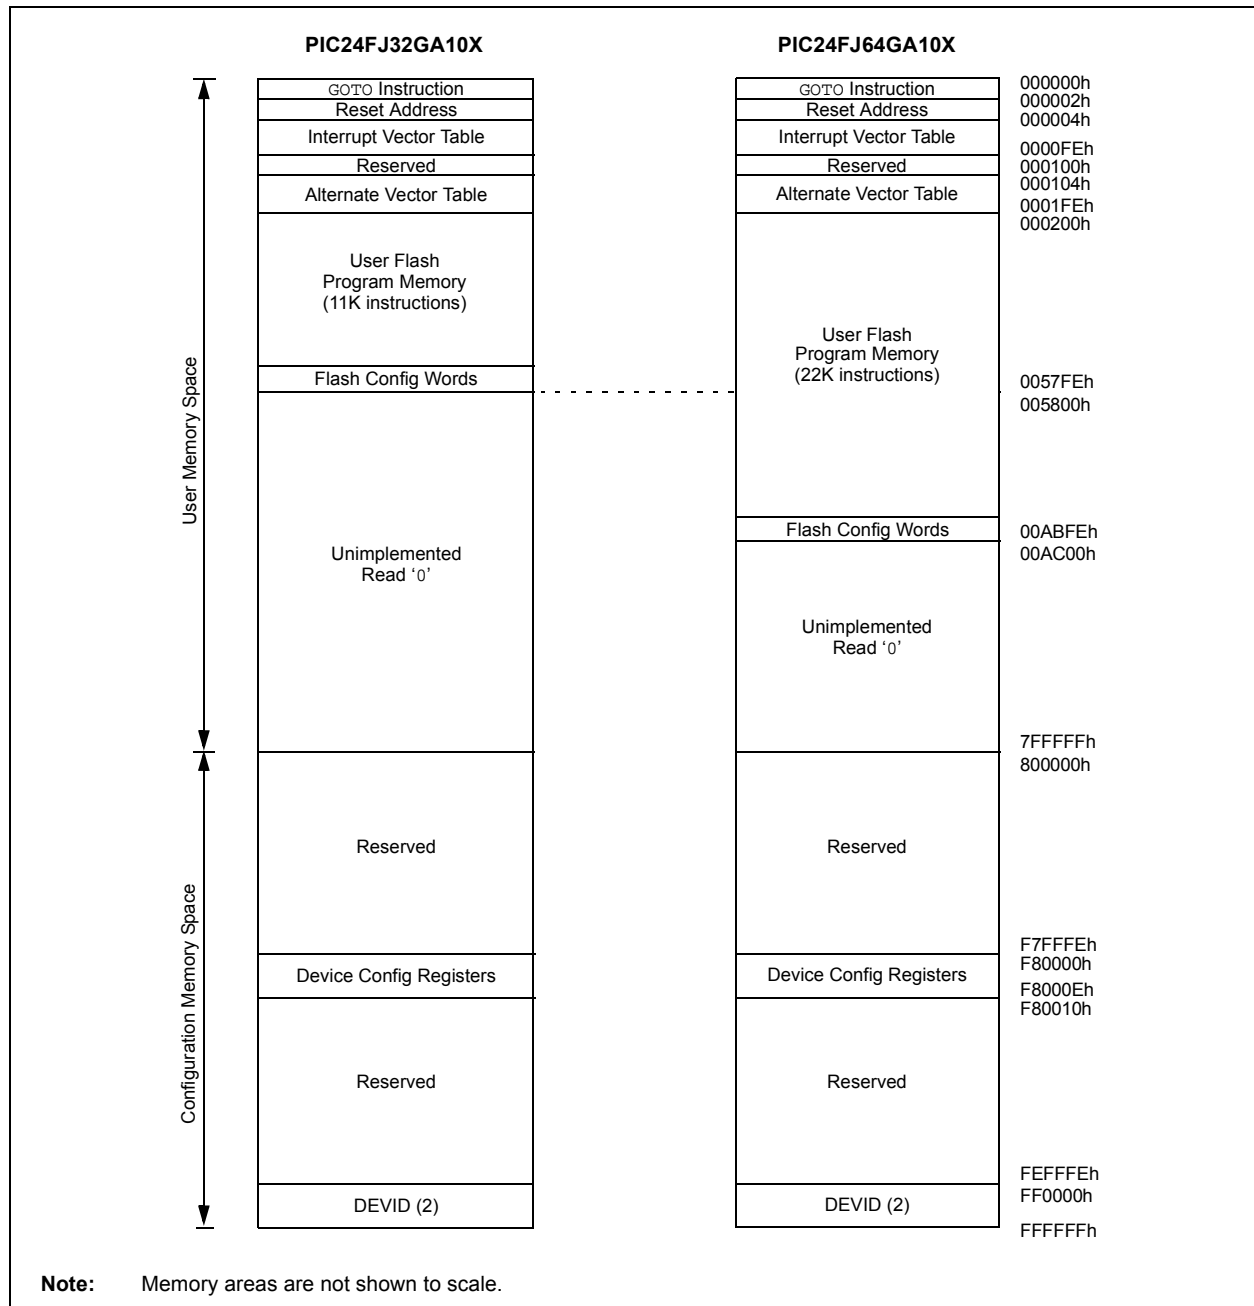 PIC24FJ32GA10X
PIC24FJ64GA10X
User Memory Space
Configuration Memory Space
GOTO Instruction
Reset Address
Interrupt Vector Table
Reserved
Alternate Vector Table
User Flash
Program Memory
(11K instructions)
Flash Config Words
Unimplemented
Read ‘0’
Reserved
Device Config Registers
Reserved
DEVID (2)
GOTO Instruction
Reset Address
Interrupt Vector Table
Reserved
Alternate Vector Table
User Flash
Program Memory
(22K instructions)
Flash Config Words
Unimplemented
Read ‘0’
Reserved
Device Config Registers
Reserved
DEVID (2)
000000h
000002h
000004h
0000FEh
000100h
000104h
0001FEh
000200h
0057FEh
005800h
00ABFEh
00AC00h
7FFFFFh
800000h
F7FFFEh
F80000h
F8000Eh
F80010h
FEFFFEh
FF0000h
FFFFFFh
Note: Memory areas are not shown to scale.